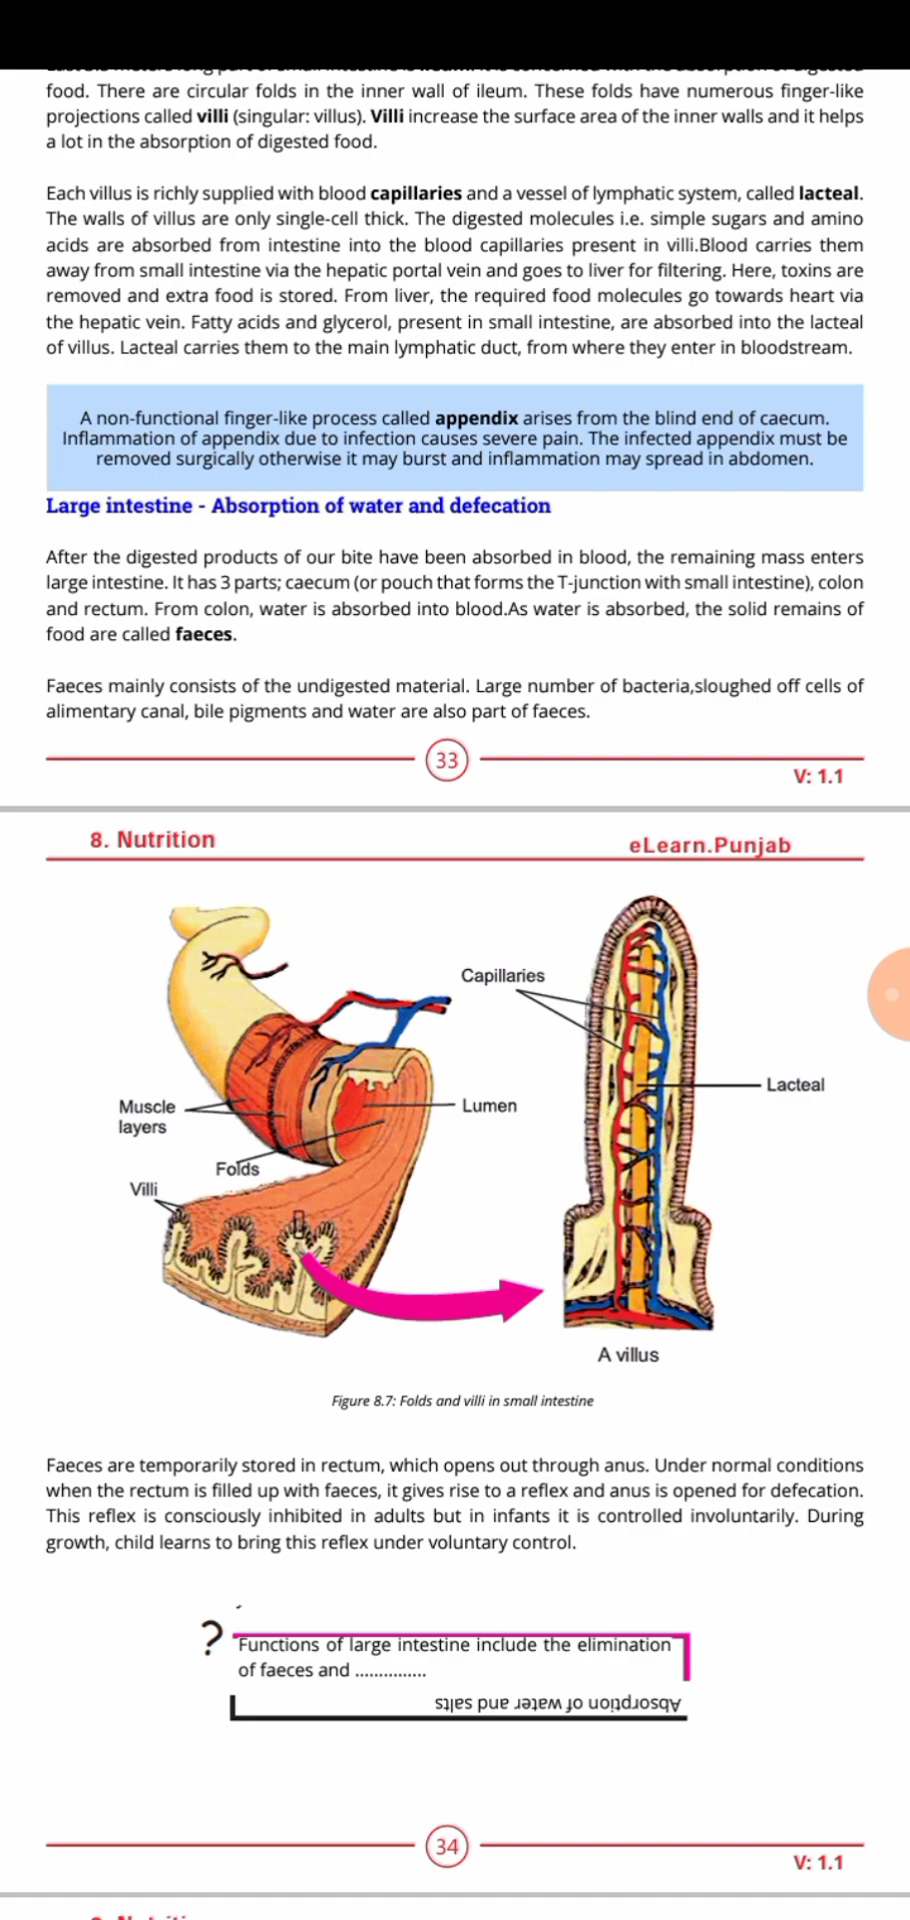 food. There are circular folds in the inner wall of ileum. These folds have numerous finger-like
projections called villi (singular: villus). Villi increase the surface area of the inner walls and it helps
a lot in the absorption of digested food.
Each villus is richly supplied with blood capillaries and a vessel of lymphatic system, called lacteal.
The walls of villus are only single-cell thick. The digested molecules i.e. simple sugars and amino
acids are absorbed from intestine into the blood capillaries present in villi.Blood carries them
away from small intestine via the hepatic portal vein and goes to liver for filtering. Here, toxins are
removed and extra food is stored. From liver, the required food molecules go towards heart via
the hepatic vein. Fatty acids and glycerol, present in small intestine, are absorbed into the lacteal
of villus. Lacteal carries them to the main lymphatic duct, from where they enter in bloodstream.
A non-functional finger-like process called appendix arises from the blind end of caecum.
Inflammation of appendix due to infection causes severe pain. The infected appendix must be
removed surgically otherwise it may burst and inflammation may spread in abdomen.
Large intestine - Absorption of water and defecation
After the digested products of our bite have been absorbed in blood, the remaining mass enters
large intestine. It has 3 parts; caecum (or pouch that forms the T-junction with small intestine), colon
and rectum. From colon, water is absorbed into blood.As water is absorbed, the solid remains of
food are called faeces.
Faeces mainly consists of the undigested material. Large number of bacteria,sloughed off cells of
alimentary canal, bile pigments and water are also part of faeces.
33
V: 1.1
8. Nutrition
eLearn.Punjab
Capillaries
Lacteal
Muscle
layers
Lumen
Folds
Villi
A villus
Figure 8.7: Folds and villi in small intestine
Faeces are temporarily stored in rectum, which opens out through anus. Under normal conditions
when the rectum is filled up with faeces, it gives rise to a reflex and anus is opened for defecation.
This reflex is consciously inhibited in adults but in infants it is controlled involuntarily. During
growth, child learns to bring this reflex under voluntary control.
? Functions of large intestine include the elimination
of faeces and ...............
Absorption of water and salts
34
V: 1.1